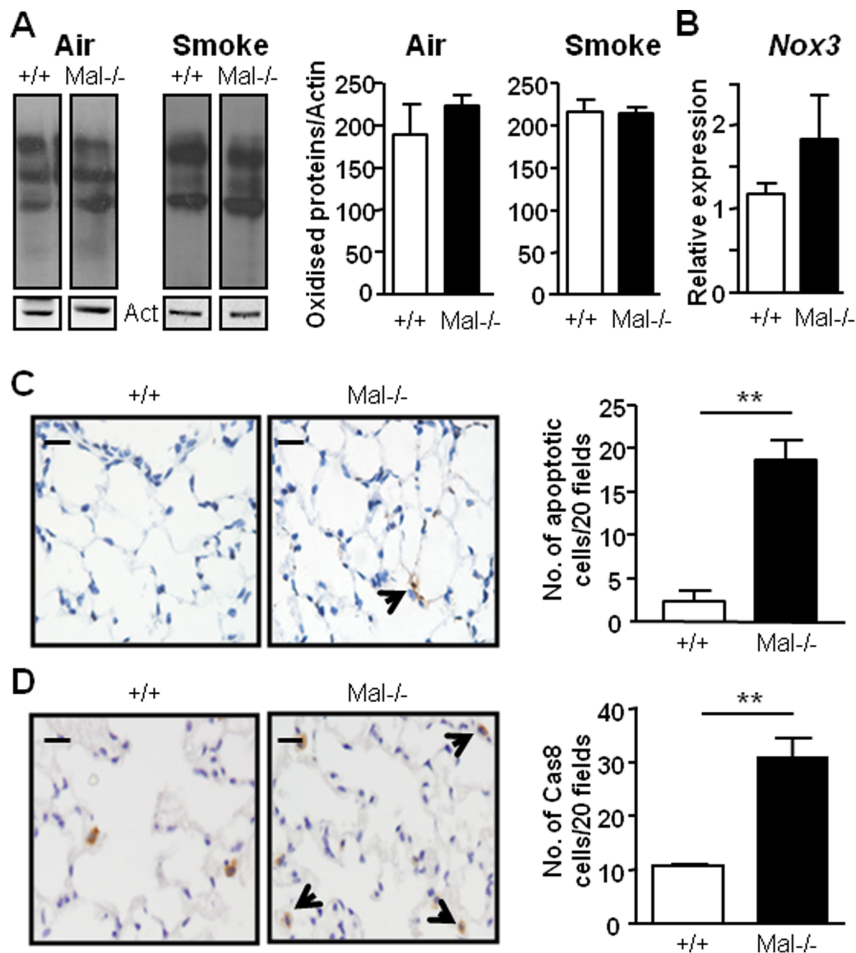 A
Air
Smoke
+/+ Mal-/-
+/+ Mal-/-
Act
Air
Smoke
Oxidised proteins/Actin
250
200
150
100
50
0
+/+ Mal-/-
250
200
150
100
50
0
+/+ Mal-/-
B
Nox3
Relative expression
2
1
0
+/+ Mal-/-
C
+/+
Mal-/-
No. of apoptotic
cells/20 fields
25
20
15
10
5
0
**
+/+ Mal-/-
D
+/+
Mal-/-
No. of Cas8
cells/20 fields
40
30
20
10
0
**
+/+ Mal-/-